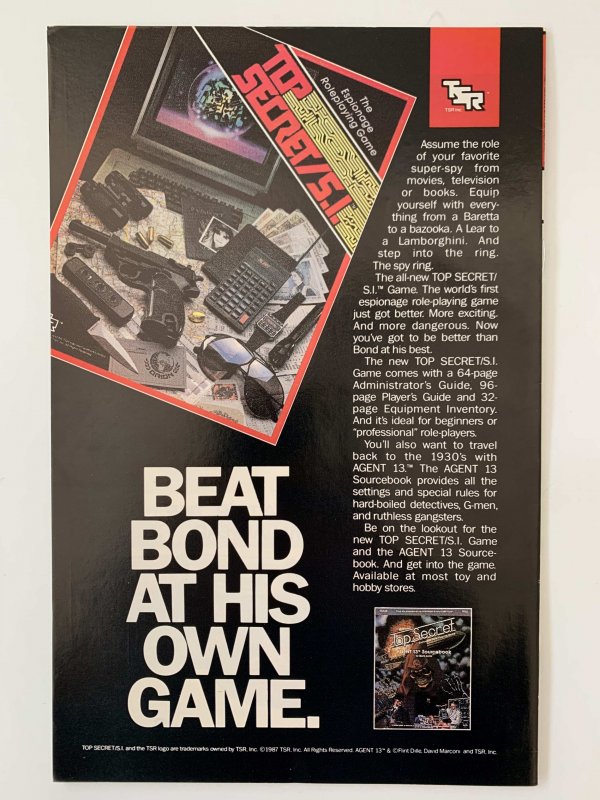 TOP
SECRET/S.I.
The
Espionage
Roleplaying Game
TSR
TSR, Inc.
Assume the role
of your favorite
super-spy from
movies, television
or books. Equip
yourself with every-
thing from a Baretta
to a bazooka. A Lear to
a Lamborghini. And
step into the ring.
The spy ring.
The all-new TOP SECRET/
S.I.™ Game. The world's first
espionage role-playing game
just got better. More exciting.
And more dangerous. Now
you've got to be better than
Bond at his best.
The new TOP SECRET/S.I.
Game comes with a 64-page
Administrator's Guide, 96-
page Player's Guide and 32-
page Equipment Inventory.
And it's ideal for beginners or
"professional" role-players.
You'll also want to travel
back to the 1930's with
AGENT 13.™ The AGENT 13
Sourcebook provides all the
settings and special rules for
hard-boiled detectives, G-men,
and ruthless gangsters.
Be on the lookout for the
new TOP SECRET/S.I. Game
and the AGENT 13 Source-
book. And get into the game.
Available at most toy and
hobby stores.
BEAT
BOND
AT HIS
OWN
GAME.
Top Secret
AGENT 13™ Sourcebook
TOP SECRET/S.I. and the TSR logo are trademarks owned by TSR, Inc. ©1987 TSR, Inc. All Rights Reserved. AGENT 13™ & ©Flint Dille, David Marconi and TSR, Inc.